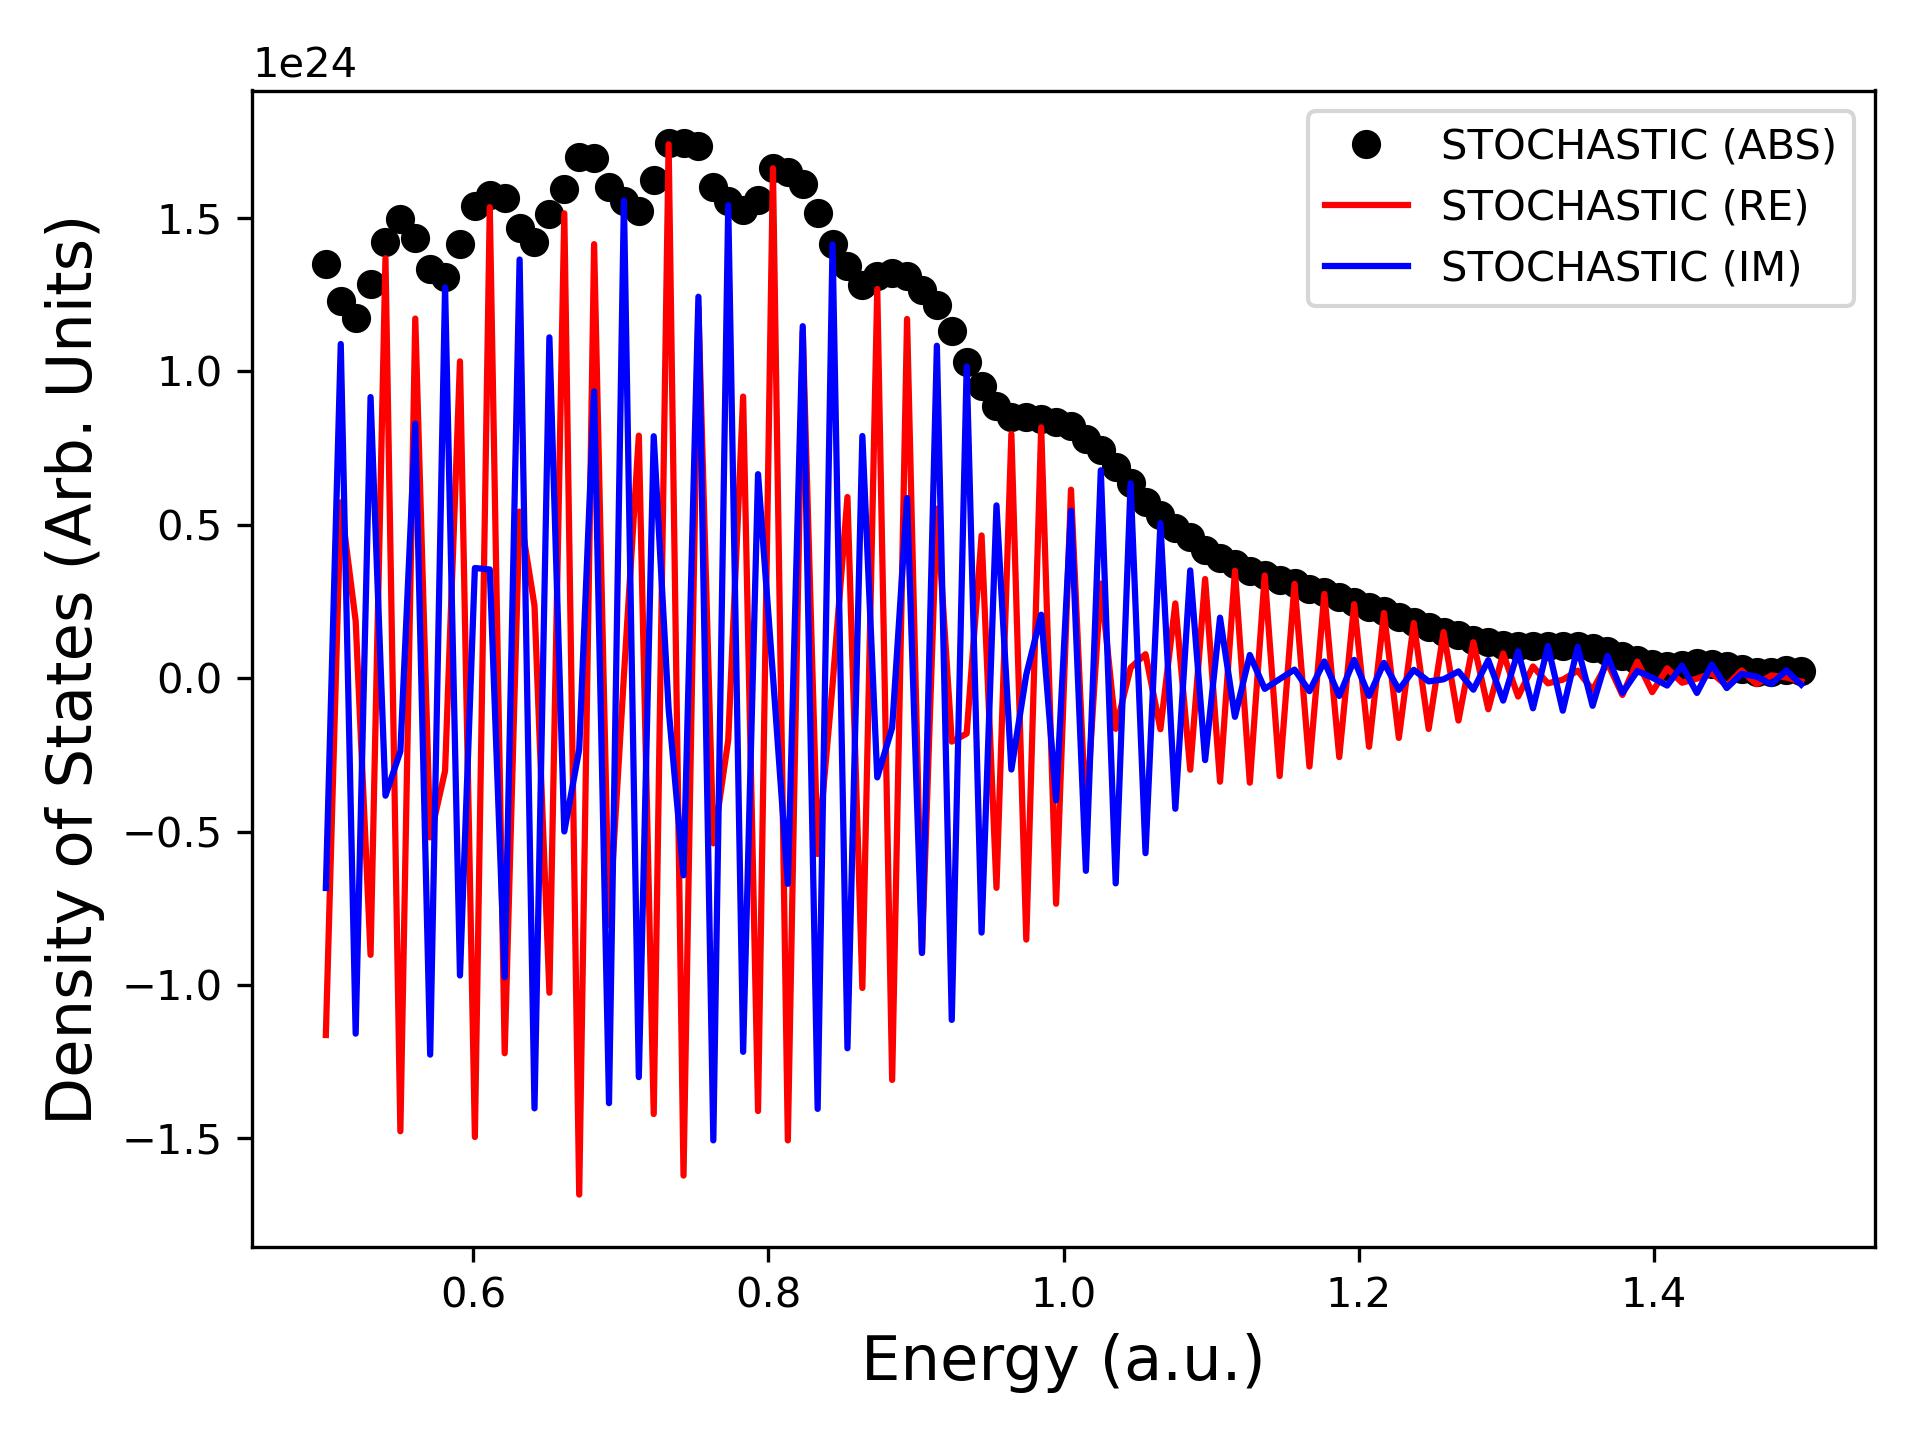 1e24
STOCHASTIC (ABS)
STOCHASTIC (RE)
STOCHASTIC (IM)
Density of States (Arb. Units)
1.5
1.0
0.5
0.0
−0.5
−1.0
−1.5
0.6 0.8 1.0 1.2 1.4
Energy (a.u.)